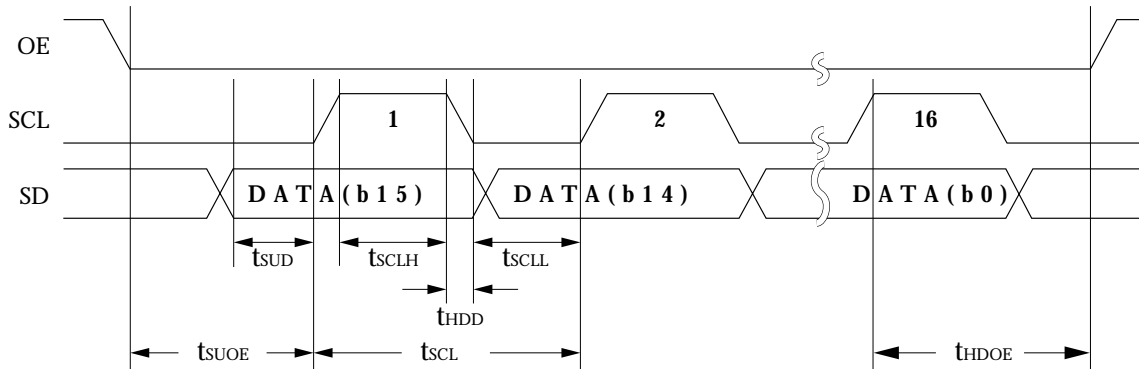 OE
SCL 1 2 16
SD DATA(b15) DATA(b14) DATA(b0)
tSUD tSCLH tSCLL
tHDD
tSUOE tSCL tHDOE